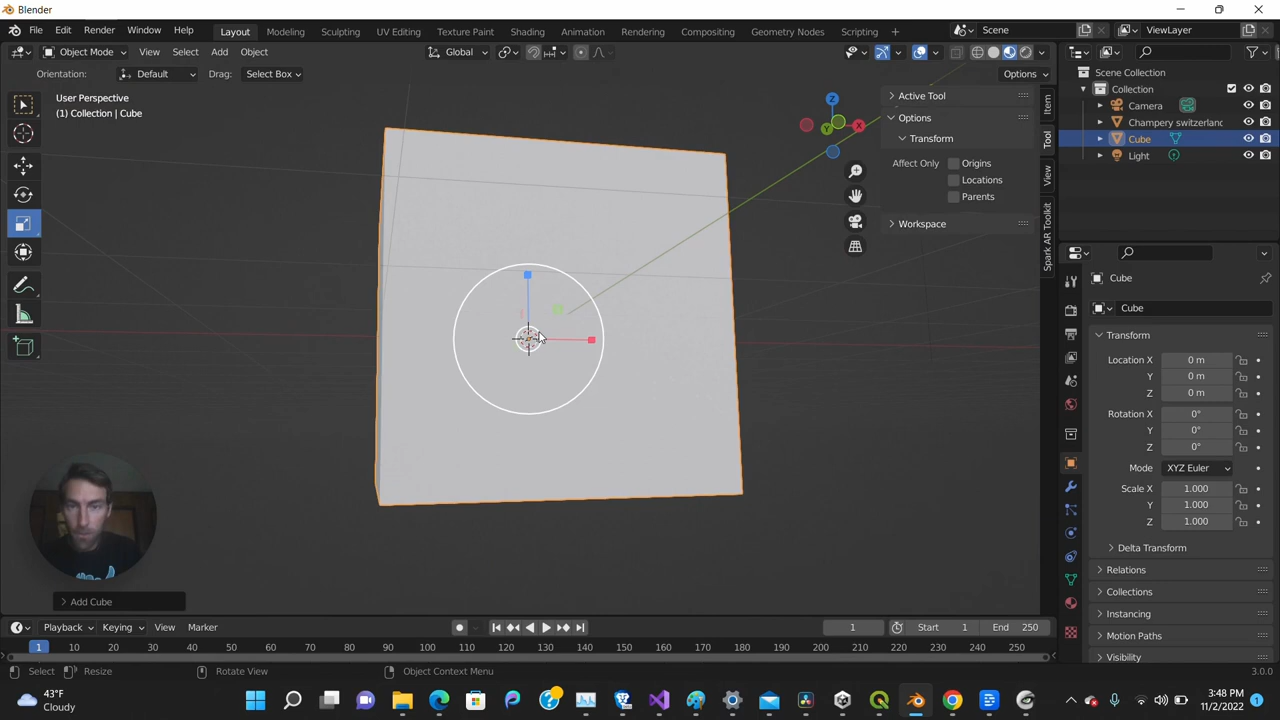 Blender
File Edit Render Window Help Layout Modeling Sculpting UV Editing Texture Paint Shading Animation Rendering Compositing Geometry Nodes Scripting + Scene ViewLayer
Object Mode View Select Add Object Global
Orientation: Default Drag: Select Box Options
User Perspective
(1) Collection | Cube
Active Tool
Options
Transform
Affect Only Origins
Locations
Parents
Workspace
Item
Tool
View
Spark AR Toolkit
Z
X
Y
Scene Collection
Collection
Camera
Champery switzerland
Cube
Light
Cube
Cube
Transform
Location X 0 m
Y 0 m
Z 0 m
Rotation X 0°
Y 0°
Z 0°
Mode XYZ Euler
Scale X 1.000
Y 1.000
Z 1.000
Delta Transform
Relations
Collections
Instancing
Motion Paths
Visibility
Add Cube
Playback Keying View Marker 1 Start 1 End 250
1 10 20 30 40 50 60 70 80 90 100 110 120 130 140 150 160 170 180 190 200 210 220 230 240 250
Select Resize Rotate View Object Context Menu 3.0.0
43°F
Cloudy
3:48 PM
11/2/2022
1